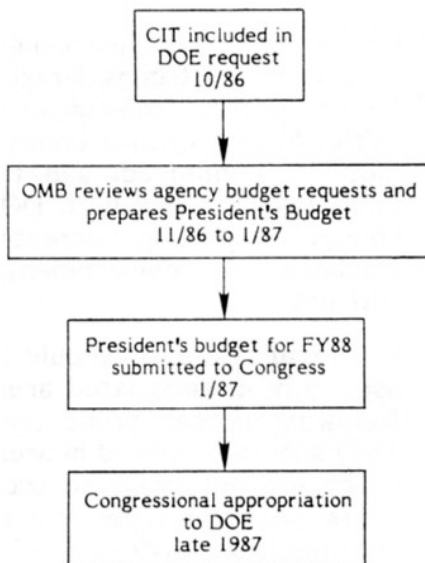 CIT included in
DOE request
10/86
OMB reviews agency budget requests and
prepares President's Budget
11/86 to 1/87
President's budget for FY88
submitted to Congress
1/87
Congressional appropriation
to DOE
late 1987